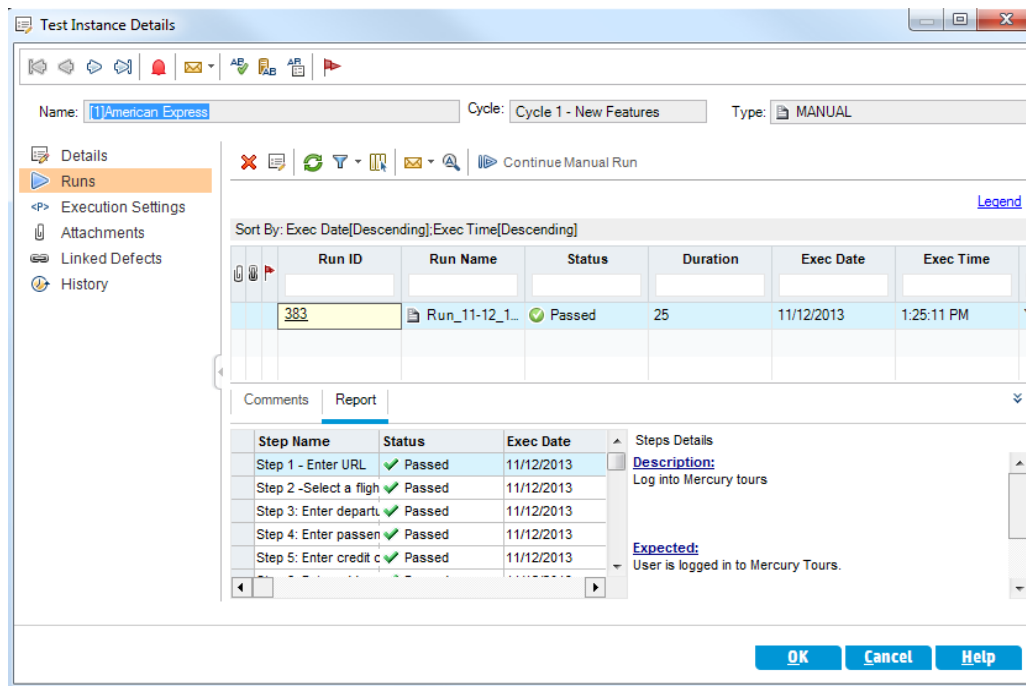 Test Instance Details
Name: [1]American Express Cycle: Cycle 1 - New Features Type: MANUAL
Details
Runs
<P> Execution Settings
Attachments
Linked Defects
History
Continue Manual Run
Legend
Sort By: Exec Date[Descending];Exec Time[Descending]
Run ID Run Name Status Duration Exec Date Exec Time
383 Run_11-12_1... Passed 25 11/12/2013 1:25:11 PM
Comments Report
Step Name Status Exec Date
Step 1 - Enter URL Passed 11/12/2013
Step 2 -Select a fligh Passed 11/12/2013
Step 3: Enter departu Passed 11/12/2013
Step 4: Enter passen Passed 11/12/2013
Step 5: Enter credit c Passed 11/12/2013
Steps Details
Description:
Log into Mercury tours
Expected:
User is logged in to Mercury Tours.
OK Cancel Help